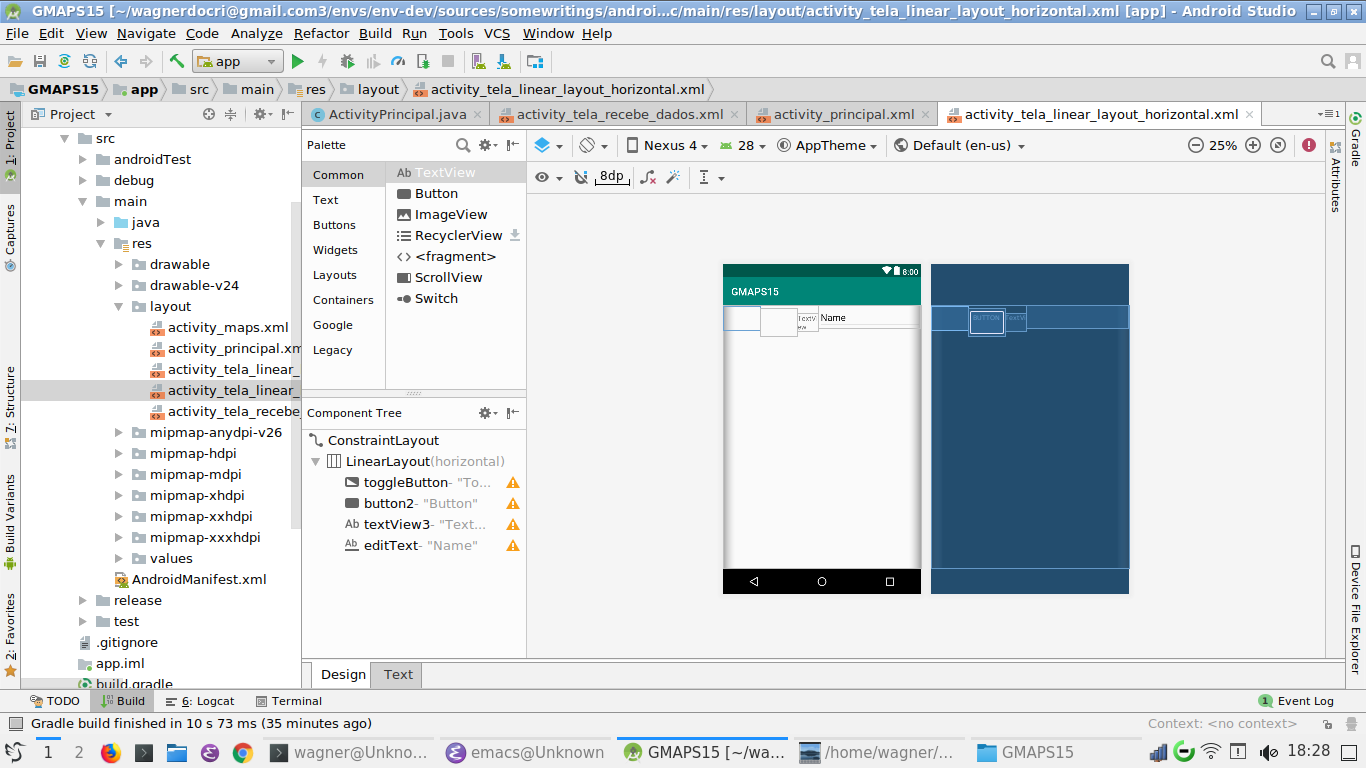 GMAPS15 [~/wagnerdocri@gmail.com3/envs/env-dev/sources/somewritings/androi...c/main/res/layout/activity_tela_linear_layout_horizontal.xml [app] - Android Studio
File Edit View Navigate Code Analyze Refactor Build Run Tools VCS Window Help
app
GMAPS15 app src main res layout activity_tela_linear_layout_horizontal.xml
Project
ActivityPrincipal.java activity_tela_recebe_dados.xml activity_principal.xml activity_tela_linear_layout_horizontal.xml
1
1: Project
Captures
7: Structure
Build Variants
2: Favorites
src
androidTest
debug
main
java
res
drawable
drawable-v24
layout
activity_maps.xml
activity_principal.xm
activity_tela_linear_
activity_tela_linear_
activity_tela_recebe_
mipmap-anydpi-v26
mipmap-hdpi
mipmap-mdpi
mipmap-xhdpi
mipmap-xxhdpi
mipmap-xxxhdpi
values
AndroidManifest.xml
release
test
.gitignore
app.iml
build.gradle
Palette
Common
Text
Buttons
Widgets
Layouts
Containers
Google
Legacy
Ab TextView
Button
ImageView
RecyclerView
<fragment>
ScrollView
Switch
Component Tree
ConstraintLayout
LinearLayout(horizontal)
toggleButton- "To...
button2- "Button"
Ab textView3- "Text...
Ab editText- "Name"
Nexus 4 28 AppTheme Default (en-us) 25%
8dp
8:00
GMAPS15
TextV
ew
Name
BUTTON
TextVi
Gradle
Attributes
Device File Explorer
Design Text
TODO Build 6: Logcat Terminal 1 Event Log
Gradle build finished in 10 s 73 ms (35 minutes ago) Context: <no context>
1 2 wagner@Unkno... emacs@Unknown GMAPS15 [~/wa... /home/wagner/... GMAPS15 18:28